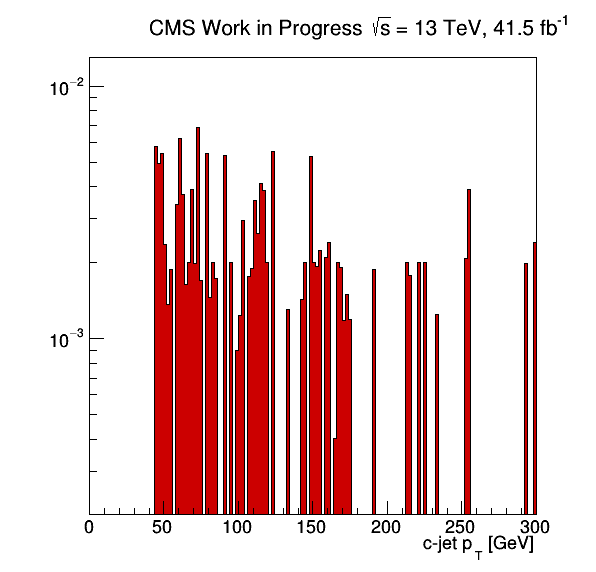 CMS Work in Progress √s = 13 TeV, 41.5 fb⁻¹
10⁻²
10⁻³
0 50 100 150 200 250 300
c-jet p_T [GeV]